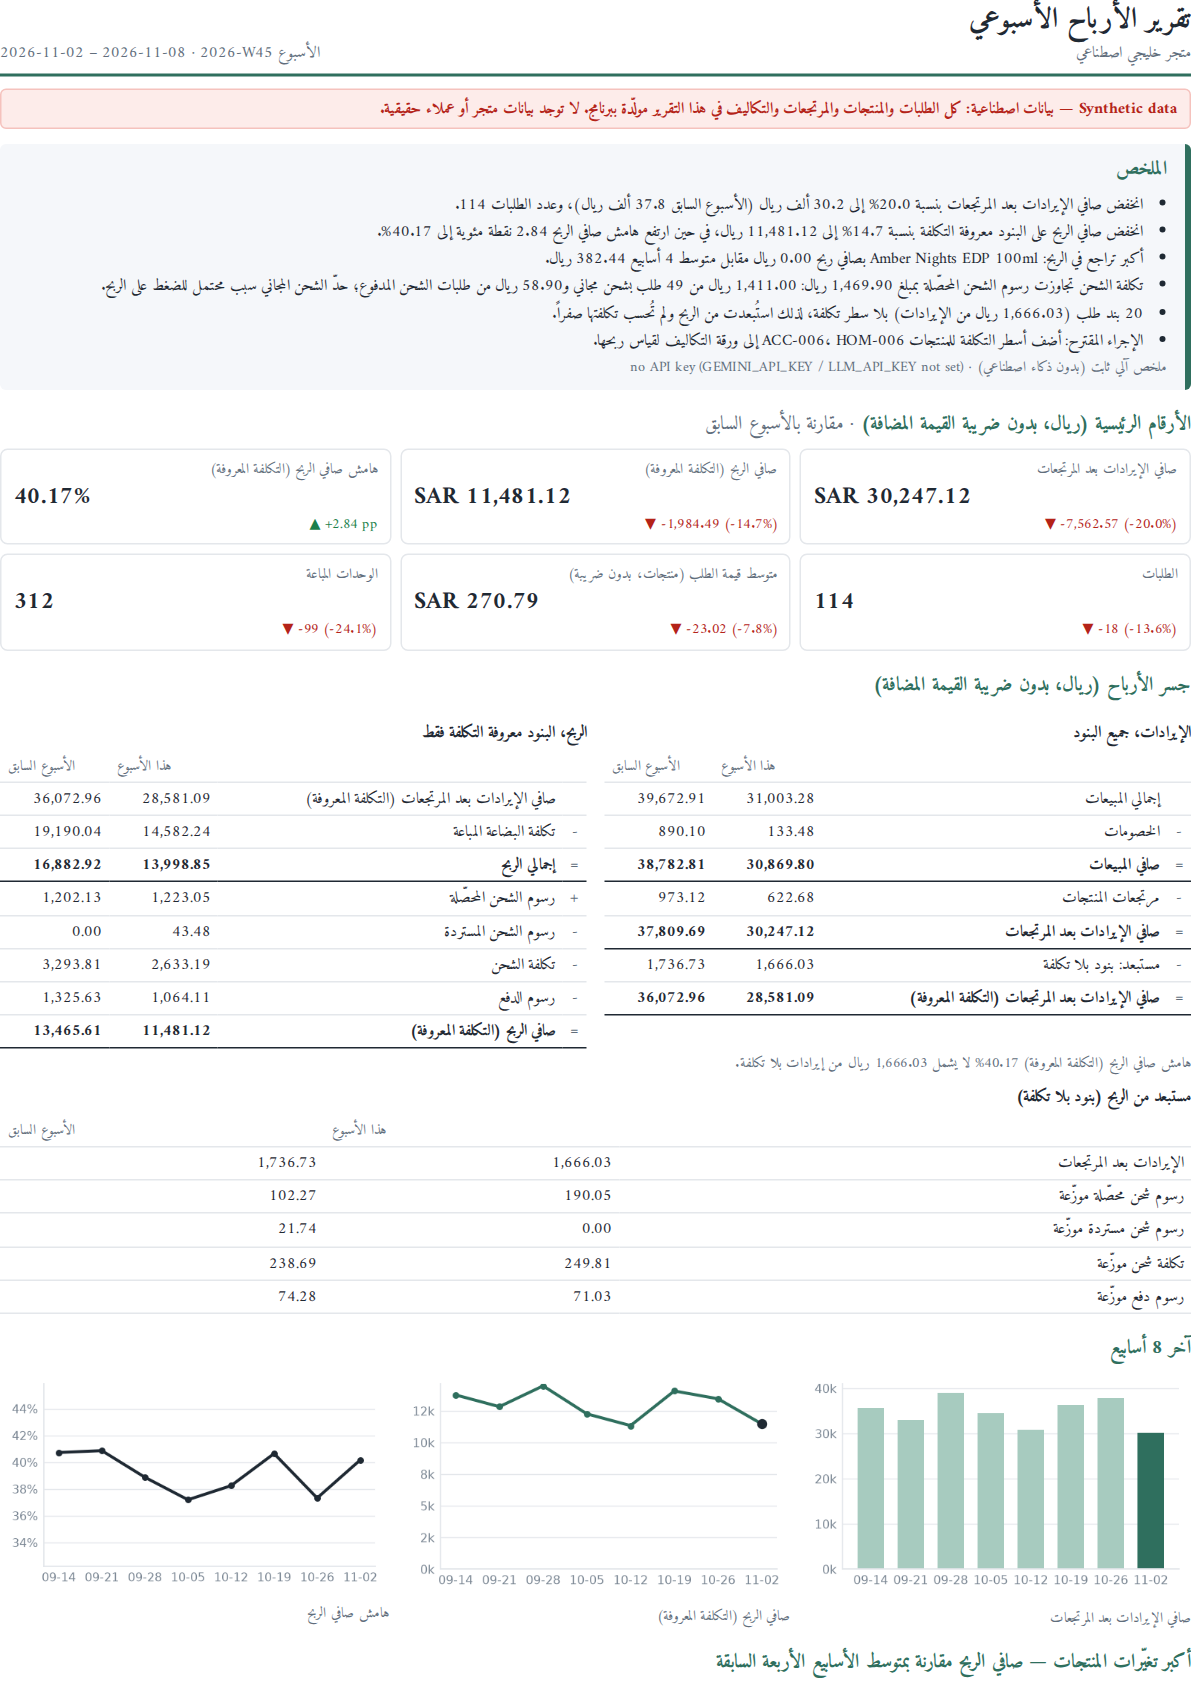 تقرير الأرباح الأسبوعي
متجر خليجي اصطناعي
الأسبوع 2026-W45 · 2026-11-02 – 2026-11-08
Synthetic data — بيانات اصطناعية: كل الطلبات والمنتجات والمرتجعات والتكاليف في هذا التقرير مولّدة ببرنامج. لا توجد بيانات متجر أو عملاء حقيقية.
الملخص
• انخفض صافي الإيرادات بعد المرتجعات بنسبة 20.0% إلى 30.2 ألف ريال (الأسبوع السابق 37.8 ألف ريال)، وعدد الطلبات 114.
• انخفض صافي الربح على البنود معروفة التكلفة بنسبة 14.7% إلى 11,481.12 ريال، في حين ارتفع هامش صافي الربح 2.84 نقطة مئوية إلى 40.17%.
• أكبر تراجع في الربح: Amber Nights EDP 100ml بصافي ربح 0.00 ريال مقابل متوسط 4 أسابيع 382.44 ريال.
• تكلفة الشحن تجاوزت رسوم الشحن المحصّلة بمبلغ 1,469.90 ريال: 1,411.00 ريال من 49 طلب بشحن مجاني و58.90 ريال من طلبات الشحن المدفوع؛ حدّ الشحن المجاني سبب محتمل للضغط على الربح.
• 20 بند طلب (1,666.03 ريال من الإيرادات) بلا سطر تكلفة، لذلك استُبعدت من الربح ولم تُحسب تكلفتها صفراً.
• الإجراء المقترح: أضف أسطر التكلفة للمنتجات ACC-006، HOM-006 إلى ورقة التكاليف لقياس ربحها.
ملخص آلي ثابت (بدون ذكاء اصطناعي) · no API key (GEMINI_API_KEY / LLM_API_KEY not set)
الأرقام الرئيسية (ريال، بدون ضريبة القيمة المضافة) · مقارنة بالأسبوع السابق
صافي الإيرادات بعد المرتجعات
SAR 30,247.12
▼ -7,562.57 (-20.0%)
صافي الربح (التكلفة المعروفة)
SAR 11,481.12
▼ -1,984.49 (-14.7%)
هامش صافي الربح (التكلفة المعروفة)
40.17%
▲ +2.84 pp
الطلبات
114
▼ -18 (-13.6%)
متوسط قيمة الطلب (منتجات، بدون ضريبة)
SAR 270.79
▼ -23.02 (-7.8%)
الوحدات المباعة
312
▼ -99 (-24.1%)
جسر الأرباح (ريال، بدون ضريبة القيمة المضافة)
الإيرادات، جميع البنود
هذا الأسبوع الأسبوع السابق
إجمالي المبيعات 31,003.28 39,672.91
- الخصومات 133.48 890.10
= صافي المبيعات 30,869.80 38,782.81
- مرتجعات المنتجات 622.68 973.12
= صافي الإيرادات بعد المرتجعات 30,247.12 37,809.69
- مستبعد: بنود بلا تكلفة 1,666.03 1,736.73
= صافي الإيرادات بعد المرتجعات (التكلفة المعروفة) 28,581.09 36,072.96
الربح، البنود معروفة التكلفة فقط
هذا الأسبوع الأسبوع السابق
صافي الإيرادات بعد المرتجعات (التكلفة المعروفة) 28,581.09 36,072.96
- تكلفة البضاعة المباعة 14,582.24 19,190.04
= إجمالي الربح 13,998.85 16,882.92
+ رسوم الشحن المحصّلة 1,223.05 1,202.13
- رسوم الشحن المستردة 43.48 0.00
- تكلفة الشحن 2,633.19 3,293.81
- رسوم الدفع 1,064.11 1,325.63
= صافي الربح (التكلفة المعروفة) 11,481.12 13,465.61
هامش صافي الربح (التكلفة المعروفة) 40.17% لا يشمل 1,666.03 ريال من إيرادات بلا تكلفة.
مستبعد من الربح (بنود بلا تكلفة)
هذا الأسبوع الأسبوع السابق
الإيرادات بعد المرتجعات 1,666.03 1,736.73
رسوم شحن محصّلة موزّعة 190.05 102.27
رسوم شحن مستردة موزّعة 0.00 21.74
تكلفة شحن موزّعة 249.81 238.69
رسوم دفع موزّعة 71.03 74.28
آخر 8 أسابيع
40k
30k
20k
10k
0k
09-14 09-21 09-28 10-05 10-12 10-19 10-26 11-02
صافي الإيرادات بعد المرتجعات
12k
10k
8k
5k
2k
0k
09-14 09-21 09-28 10-05 10-12 10-19 10-26 11-02
صافي الربح (التكلفة المعروفة)
44%
42%
40%
38%
36%
34%
09-14 09-21 09-28 10-05 10-12 10-19 10-26 11-02
هامش صافي الربح
أكبر تغيّرات المنتجات — صافي الربح مقارنة بمتوسط الأسابيع الأربعة السابقة